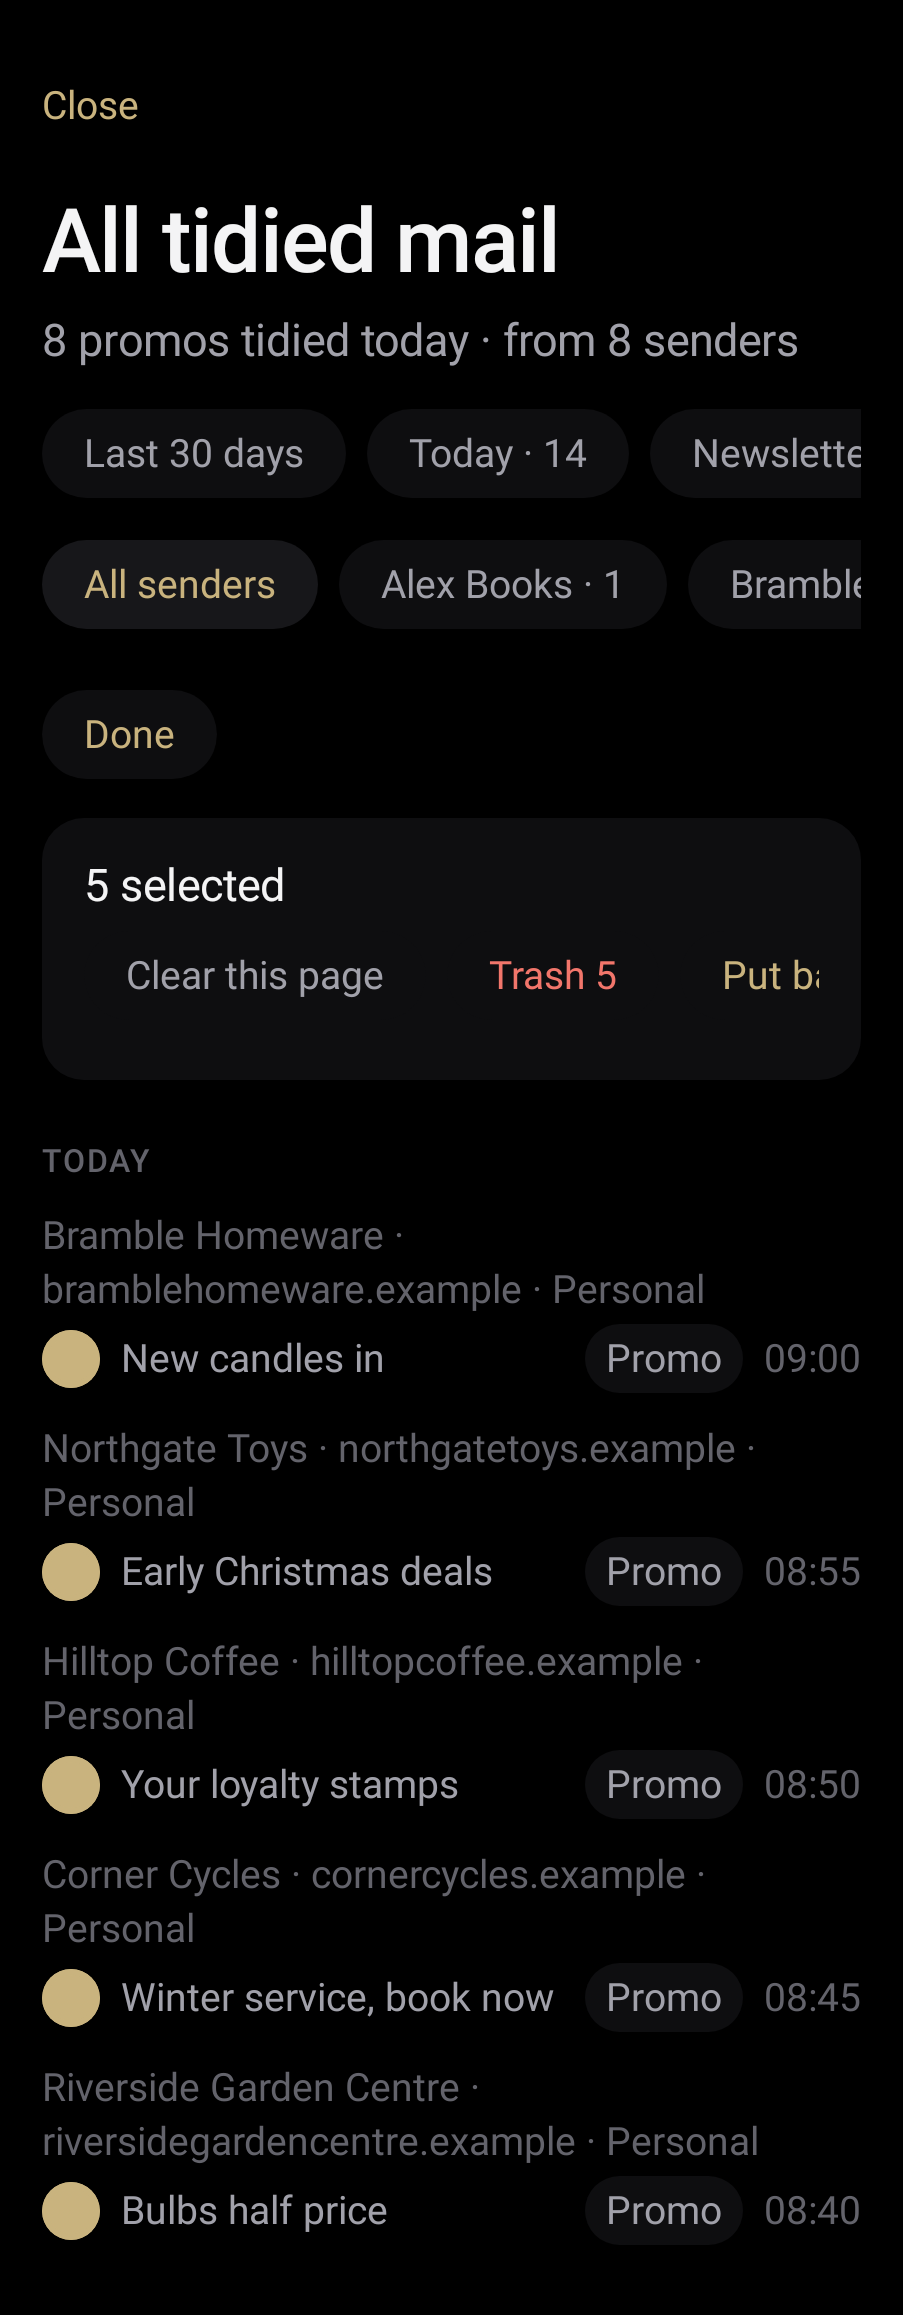 Close
All tidied mail
8 promos tidied today · from 8 senders
Last 30 days Today · 14 Newslette
All senders Alex Books · 1 Bramble
Done
5 selected
Clear this page Trash 5 Put ba
TODAY
Bramble Homeware ·
bramblehomeware.example · Personal
New candles in Promo 09:00
Northgate Toys · northgatetoys.example ·
Personal
Early Christmas deals Promo 08:55
Hilltop Coffee · hilltopcoffee.example ·
Personal
Your loyalty stamps Promo 08:50
Corner Cycles · cornercycles.example ·
Personal
Winter service, book now Promo 08:45
Riverside Garden Centre ·
riversidegardencentre.example · Personal
Bulbs half price Promo 08:40